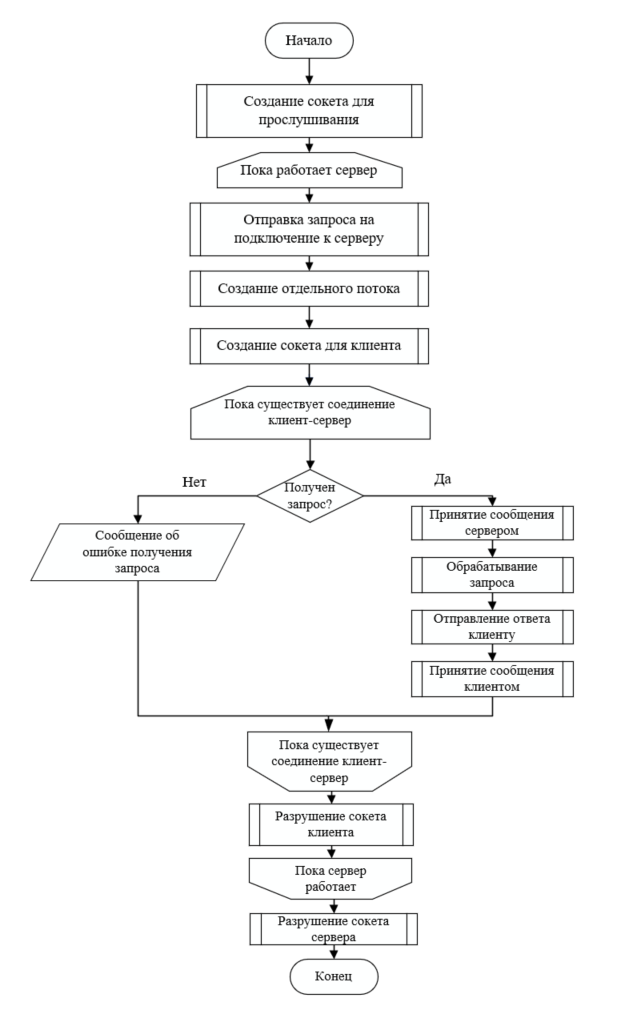 Начало
Создание сокета для
прослушивания
Пока работает сервер
Отправка запроса на
подключение к серверу
Создание отдельного потока
Создание сокета для клиента
Пока существует соединение
клиент-сервер
Получен
запрос?
Нет
Сообщение об
ошибке получения
запроса
Да
Принятие сообщения
сервером
Обрабатывание
запроса
Отправление ответа
клиенту
Принятие сообщения
клиентом
Пока существует
соединение клиент-
сервер
Разрушение сокета
клиента
Пока сервер
работает
Разрушение сокета
сервера
Конец